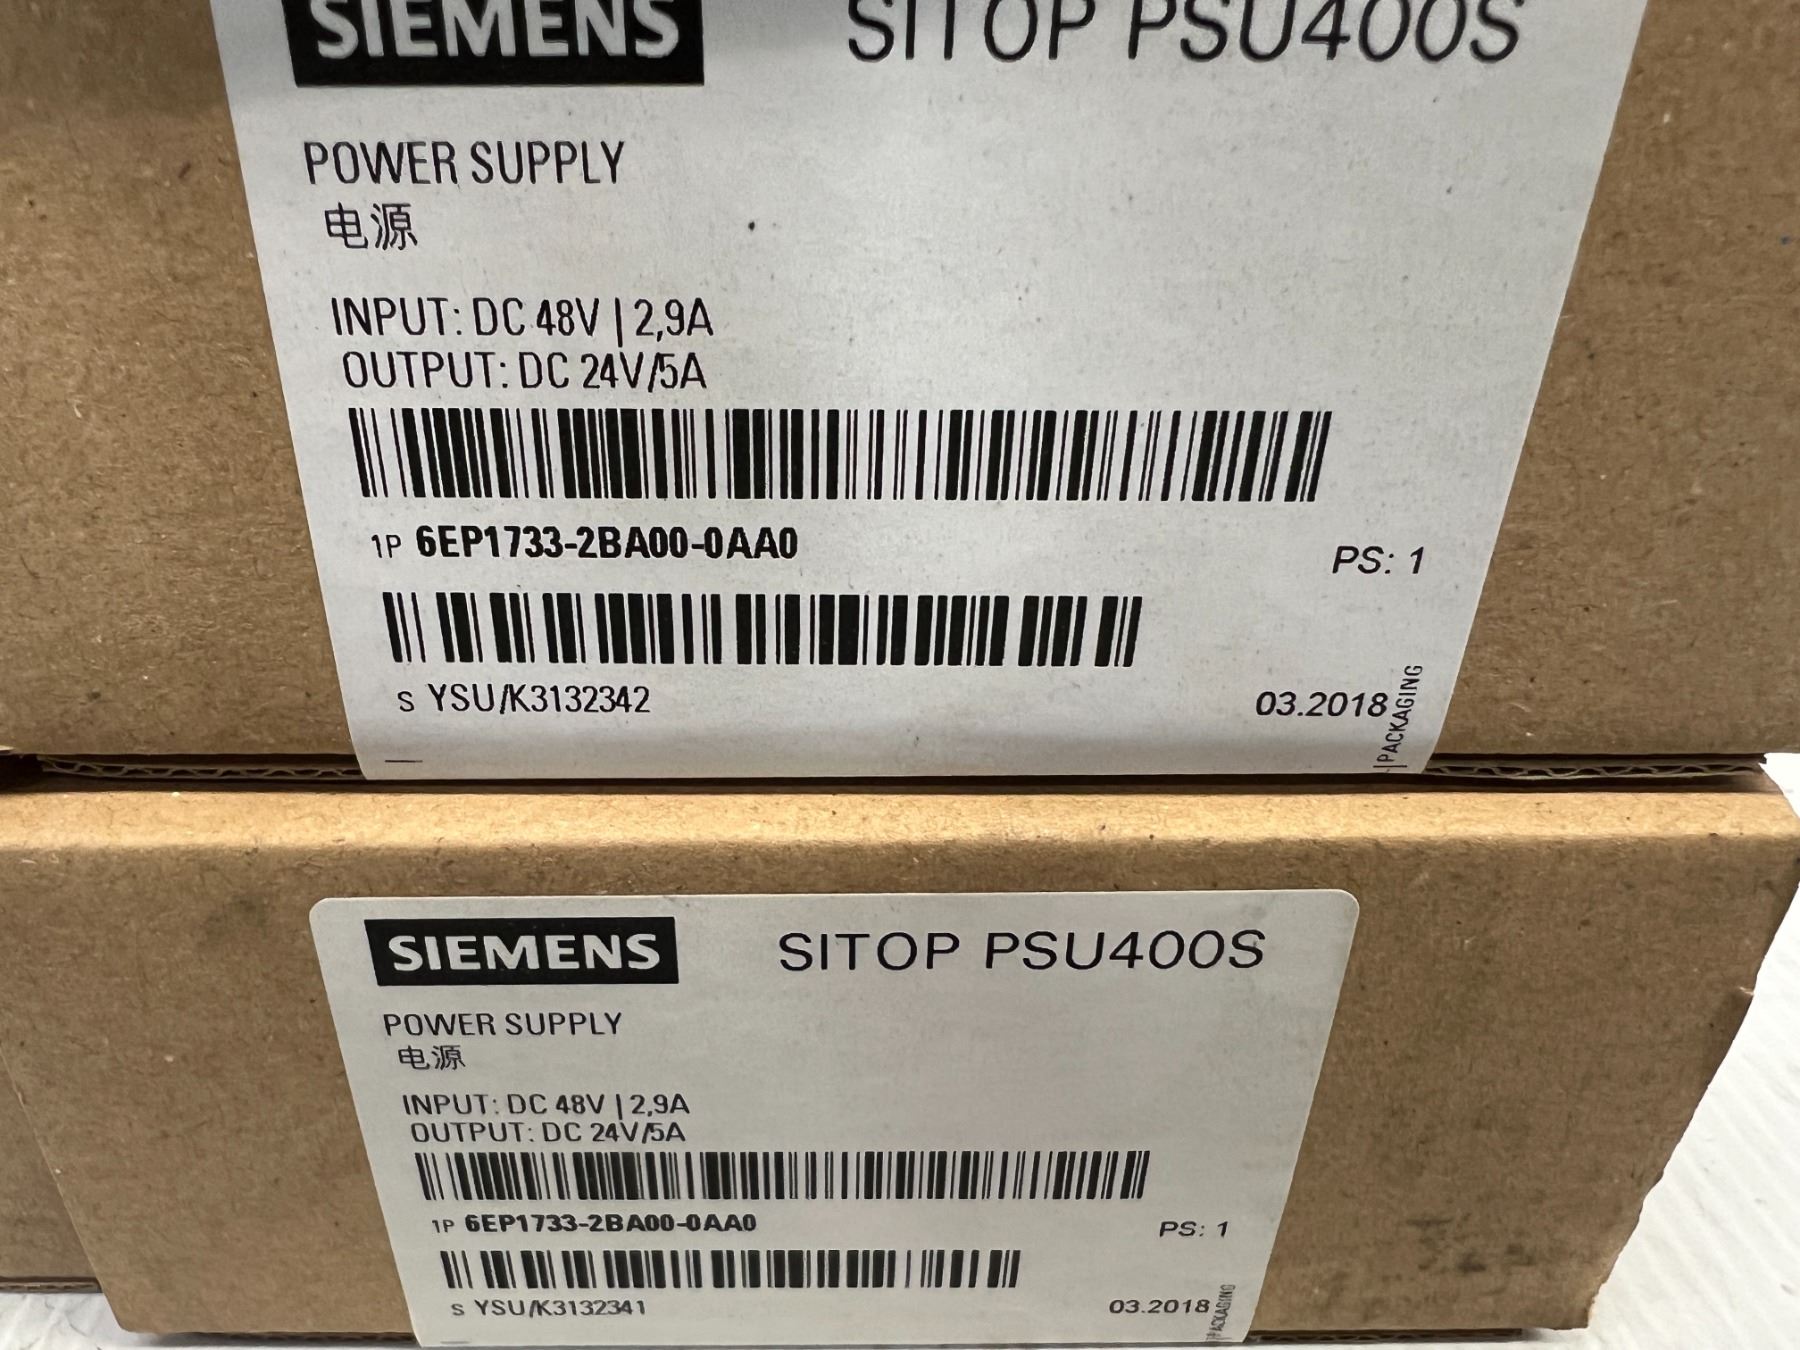 SIEMENS SITOP PSU400S
POWER SUPPLY
电源
INPUT: DC 48V | 2,9A
OUTPUT: DC 24V/5A
1P 6EP1733-2BA00-0AA0
PS: 1
S YSU/K3132342
03.2018
PACKAGING
SIEMENS SITOP PSU400S
POWER SUPPLY
电源
INPUT: DC 48V | 2,9A
OUTPUT: DC 24V/5A
1P 6EP1733-2BA00-0AA0
PS: 1
S YSU/K3132341
03.2018
PACKAGING